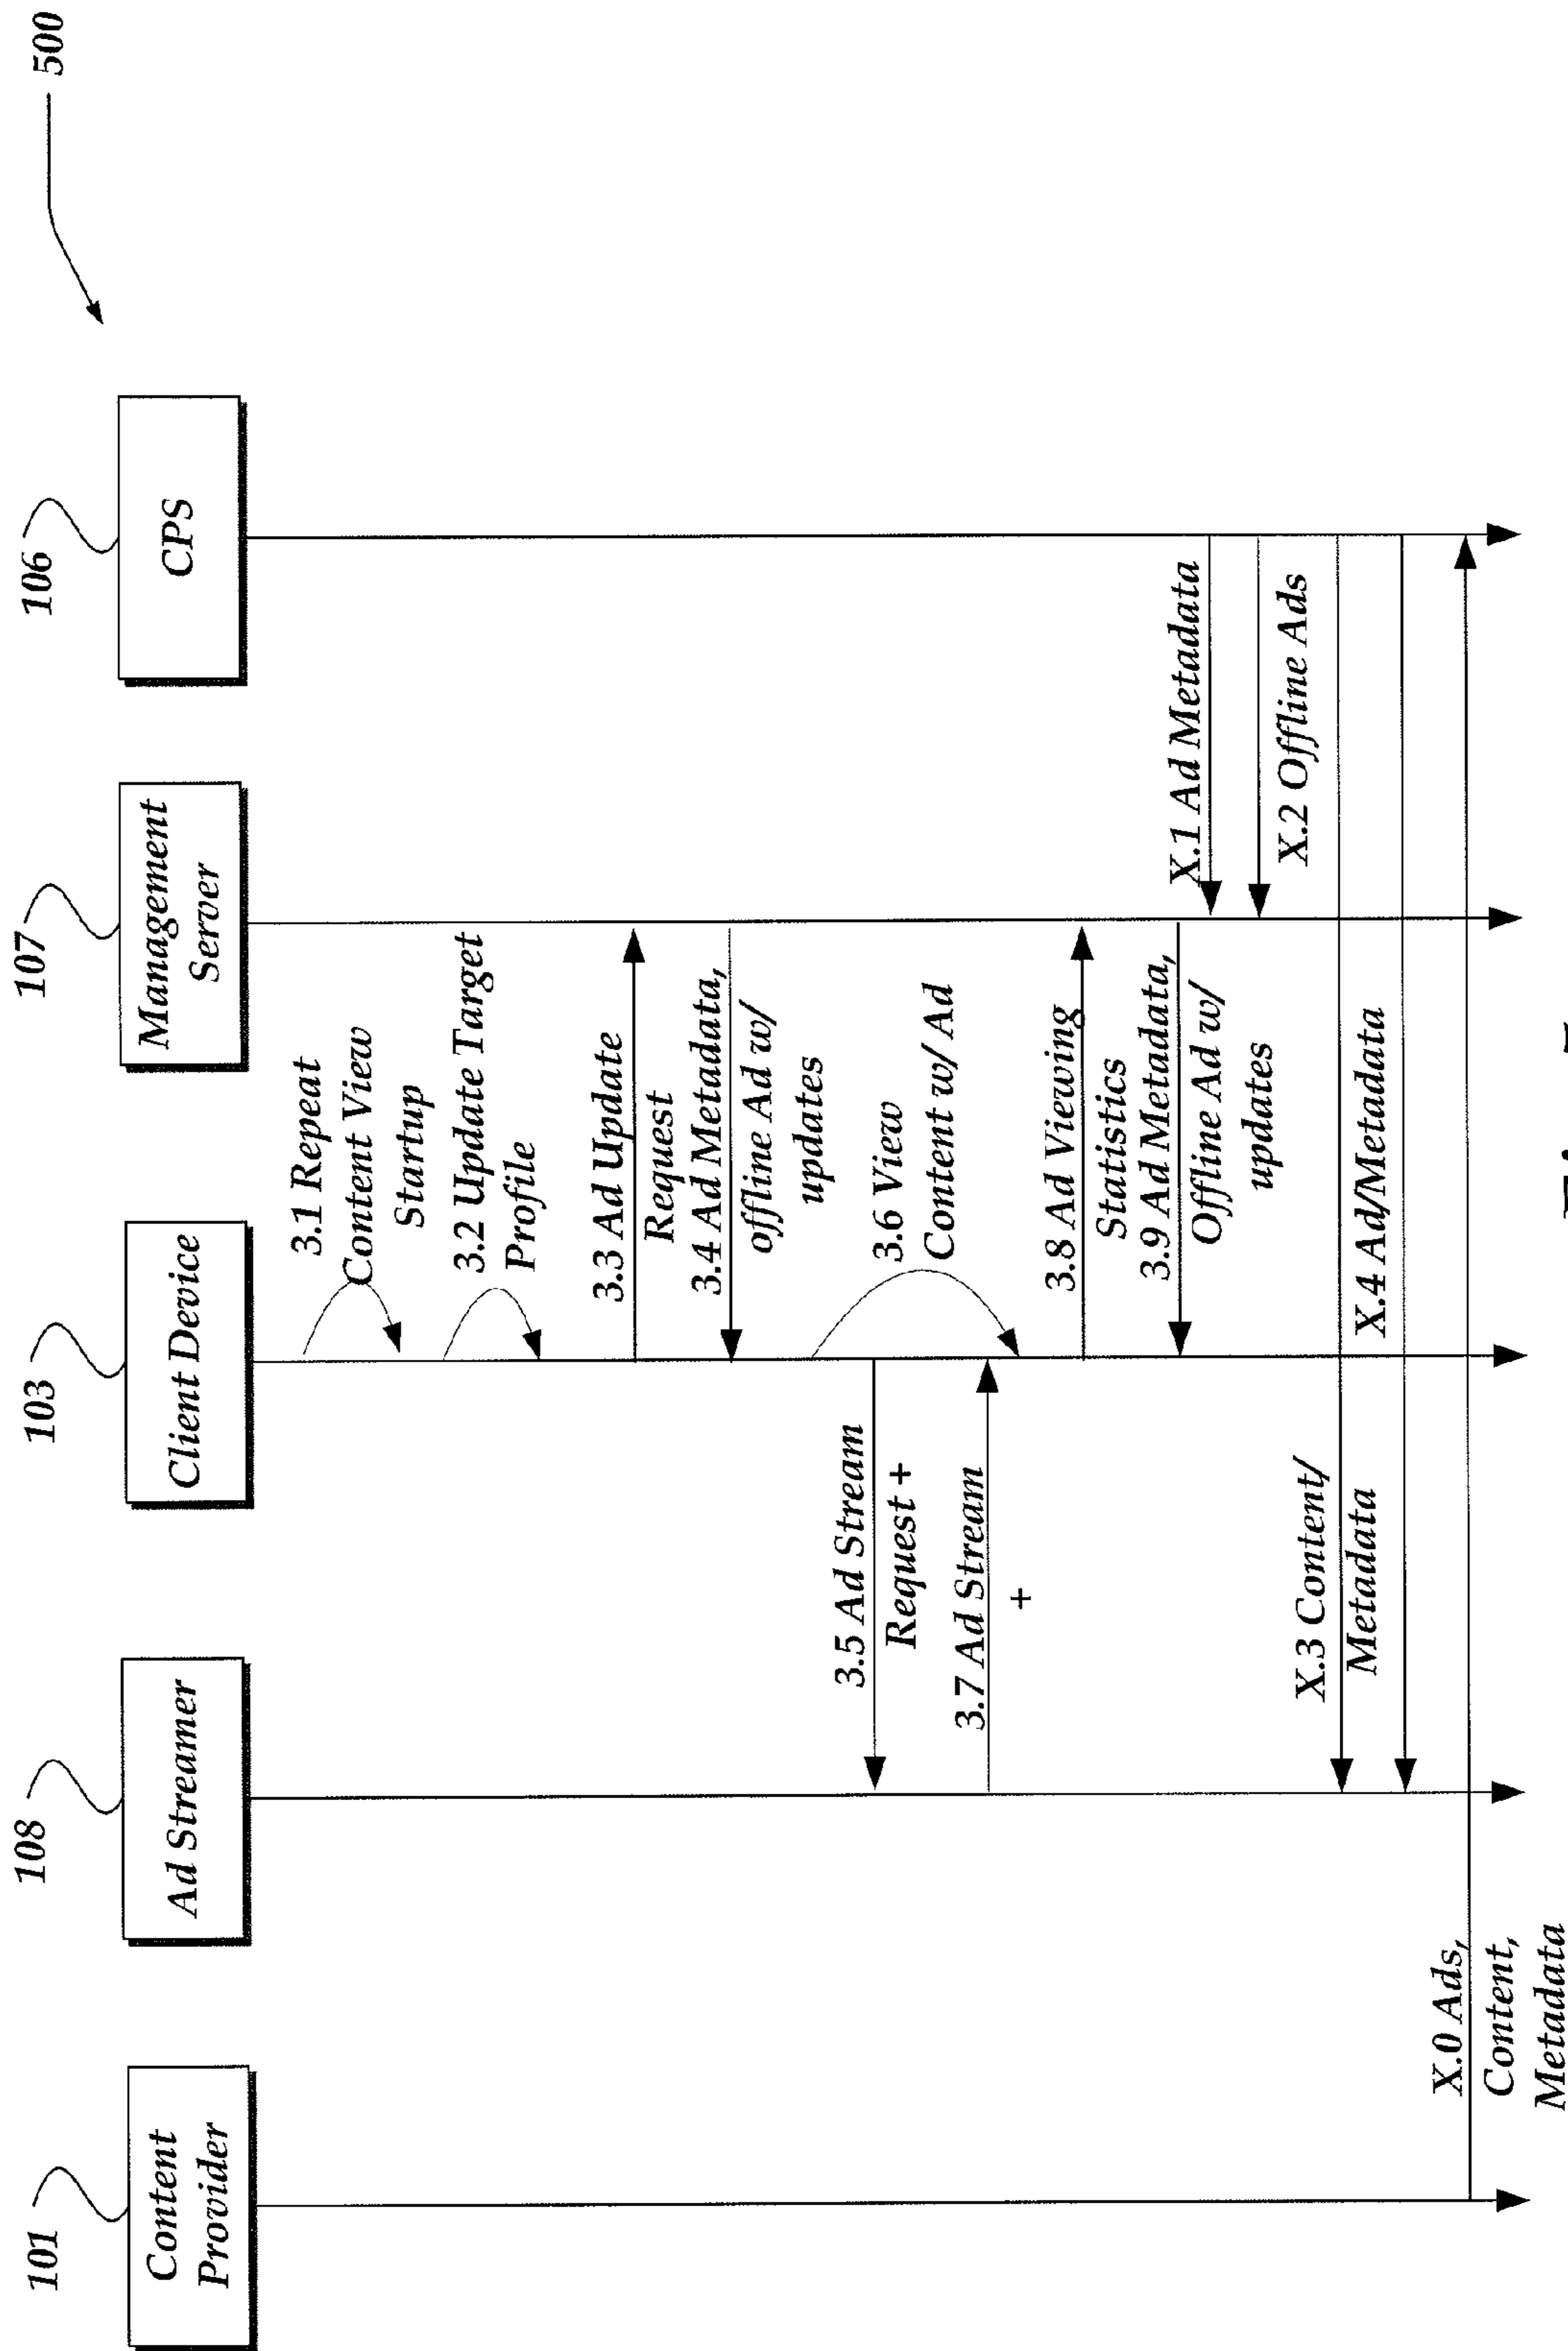 500
101
108
103
107
106
Content
Provider
Ad Streamer
Client Device
Management
Server
CPS
3.1 Repeat
Content View
Startup
3.2 Update Target
Profile
3.3 Ad Update
Request
3.4 Ad Metadata,
offline Ad w/
updates
3.5 Ad Stream
Request +
3.6 View
Content w/ Ad
3.7 Ad Stream
+
3.8 Ad Viewing
Statistics
3.9 Ad Metadata,
Offline Ad w/
updates
X.1 Ad Metadata
X.2 Offline Ads
X.3 Content/
Metadata
X.4 Ad/Metadata
X.0 Ads,
Content,
Metadata